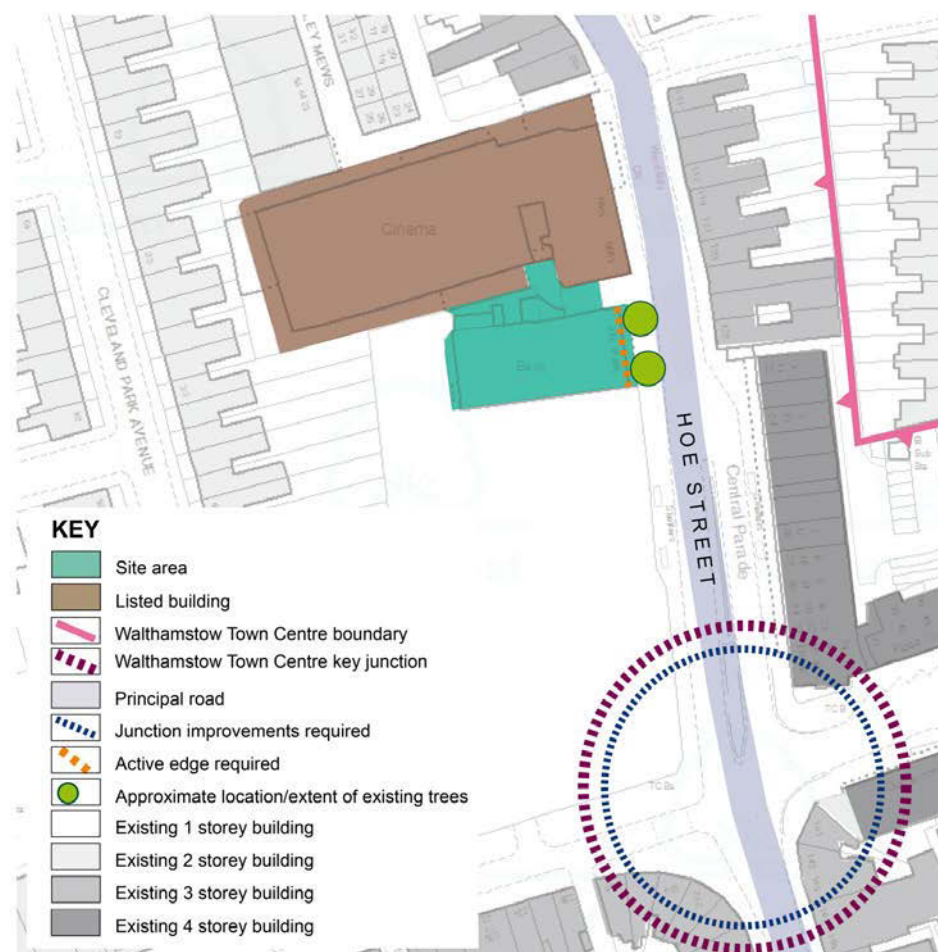 LEY MEWS
Cinema
CLEVELAND PARK AVENUE
HOE STREET
Central Parade
KEY
Site area
Listed building
Walthamstow Town Centre boundary
Walthamstow Town Centre key junction
Principal road
Junction improvements required
Active edge required
Approximate location/extent of existing trees
Existing 1 storey building
Existing 2 storey building
Existing 3 storey building
Existing 4 storey building